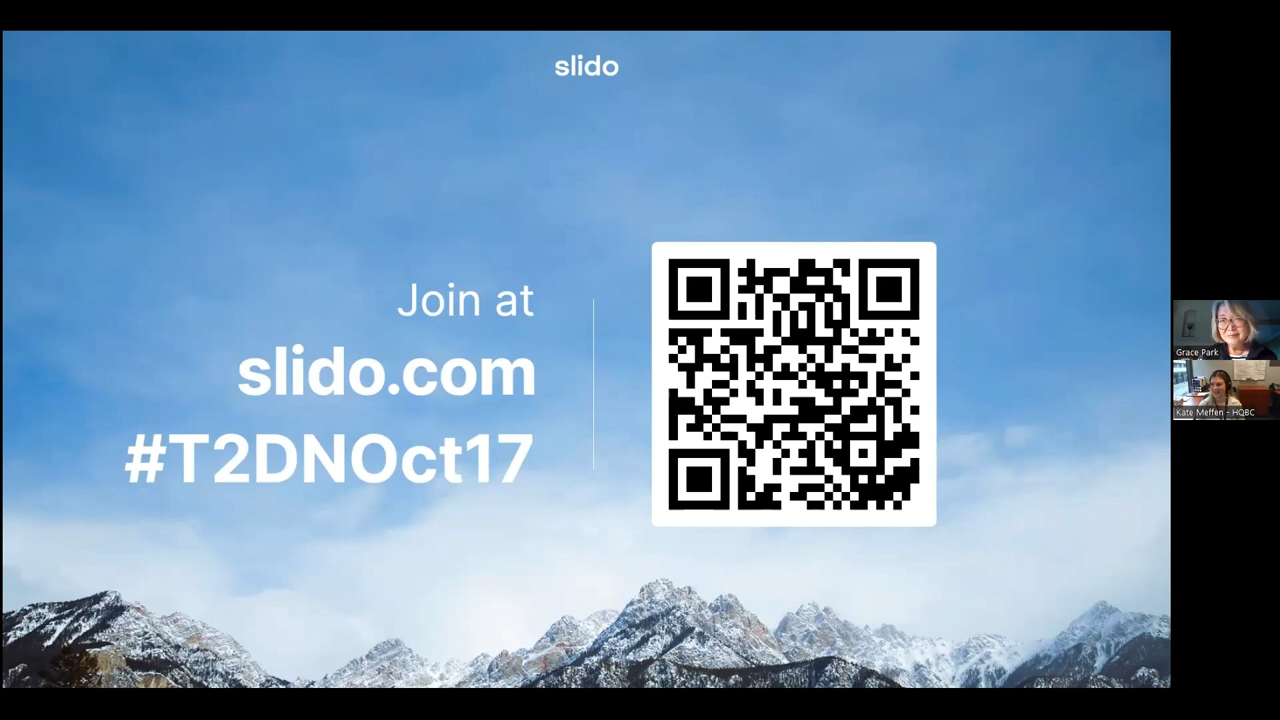 slido
Join at
slido.com
#T2DNOct17
Grace Park
Kate Meffen - HQBC